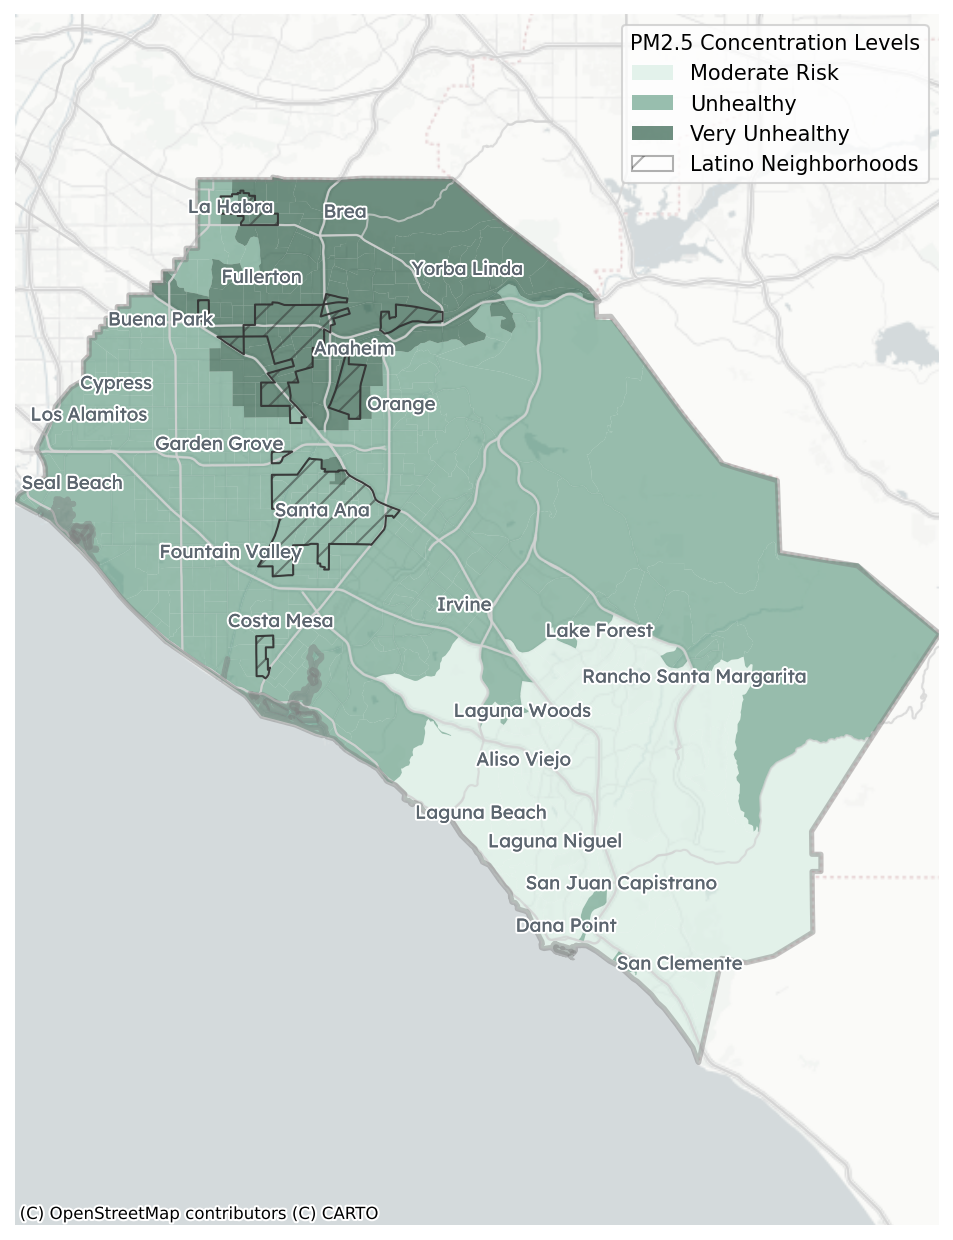 PM2.5 Concentration Levels
Moderate Risk
Unhealthy
Very Unhealthy
Latino Neighborhoods
La Habra
Brea
Yorba Linda
Fullerton
Buena Park
Anaheim
Cypress
Orange
Los Alamitos
Garden Grove
Seal Beach
Santa Ana
Fountain Valley
Irvine
Costa Mesa
Lake Forest
Rancho Santa Margarita
Laguna Woods
Aliso Viejo
Laguna Beach
Laguna Niguel
San Juan Capistrano
Dana Point
San Clemente
(C) OpenStreetMap contributors (C) CARTO